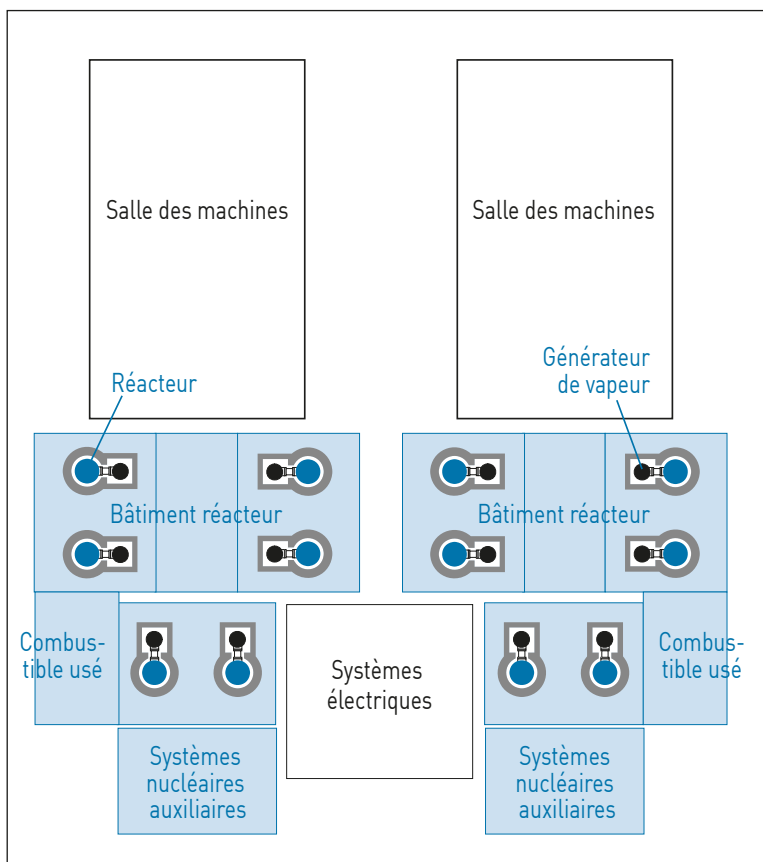 Salle des machines
Salle des machines
Réacteur
Générateur
de vapeur
Bâtiment réacteur
Bâtiment réacteur
Combus-
tible usé
Systèmes
électriques
Combus-
tible usé
Systèmes
nucléaires
auxiliaires
Systèmes
nucléaires
auxiliaires